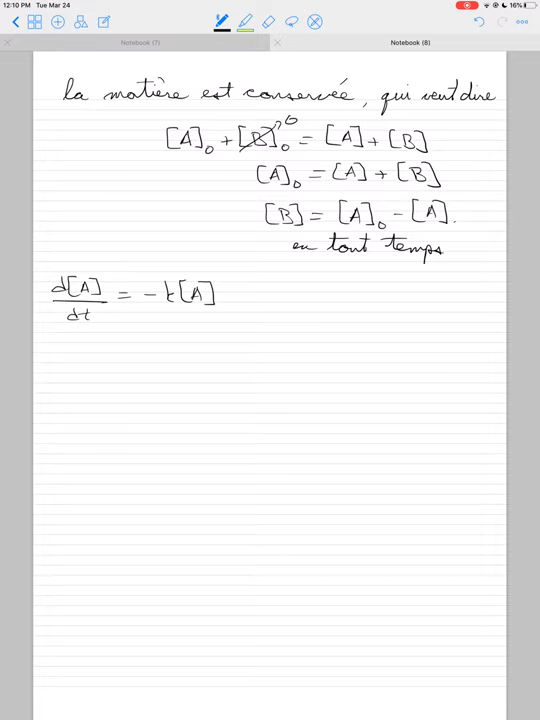 12:10 PM Tue Mar 24
16%
Notebook (7)
Notebook (8)
la matière est conservée, qui veut dire
[A]₀ + [B]₀ → 0 = [A] + [B]
[A]₀ = [A] + [B]
[B] = [A]₀ - [A].
en tout temps
d[A]/dt = - k[A]